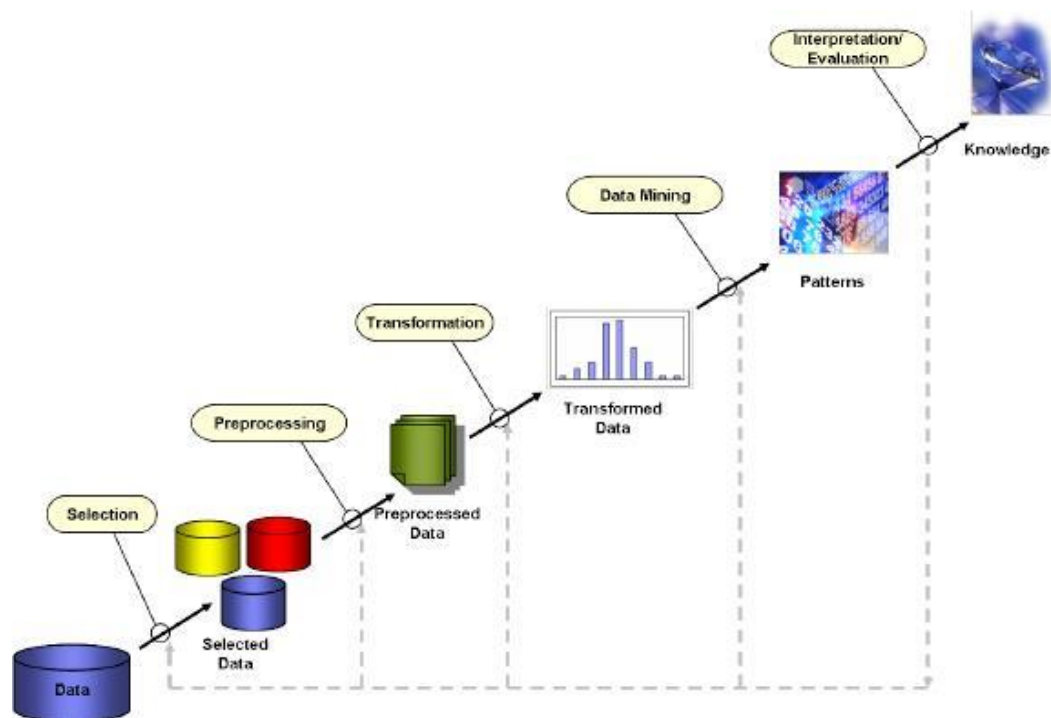 Interpretation/
Evaluation
Knowledge
Data Mining
Patterns
Transformation
Transformed
Data
Preprocessing
Preprocessed
Data
Selection
Selected
Data
Data